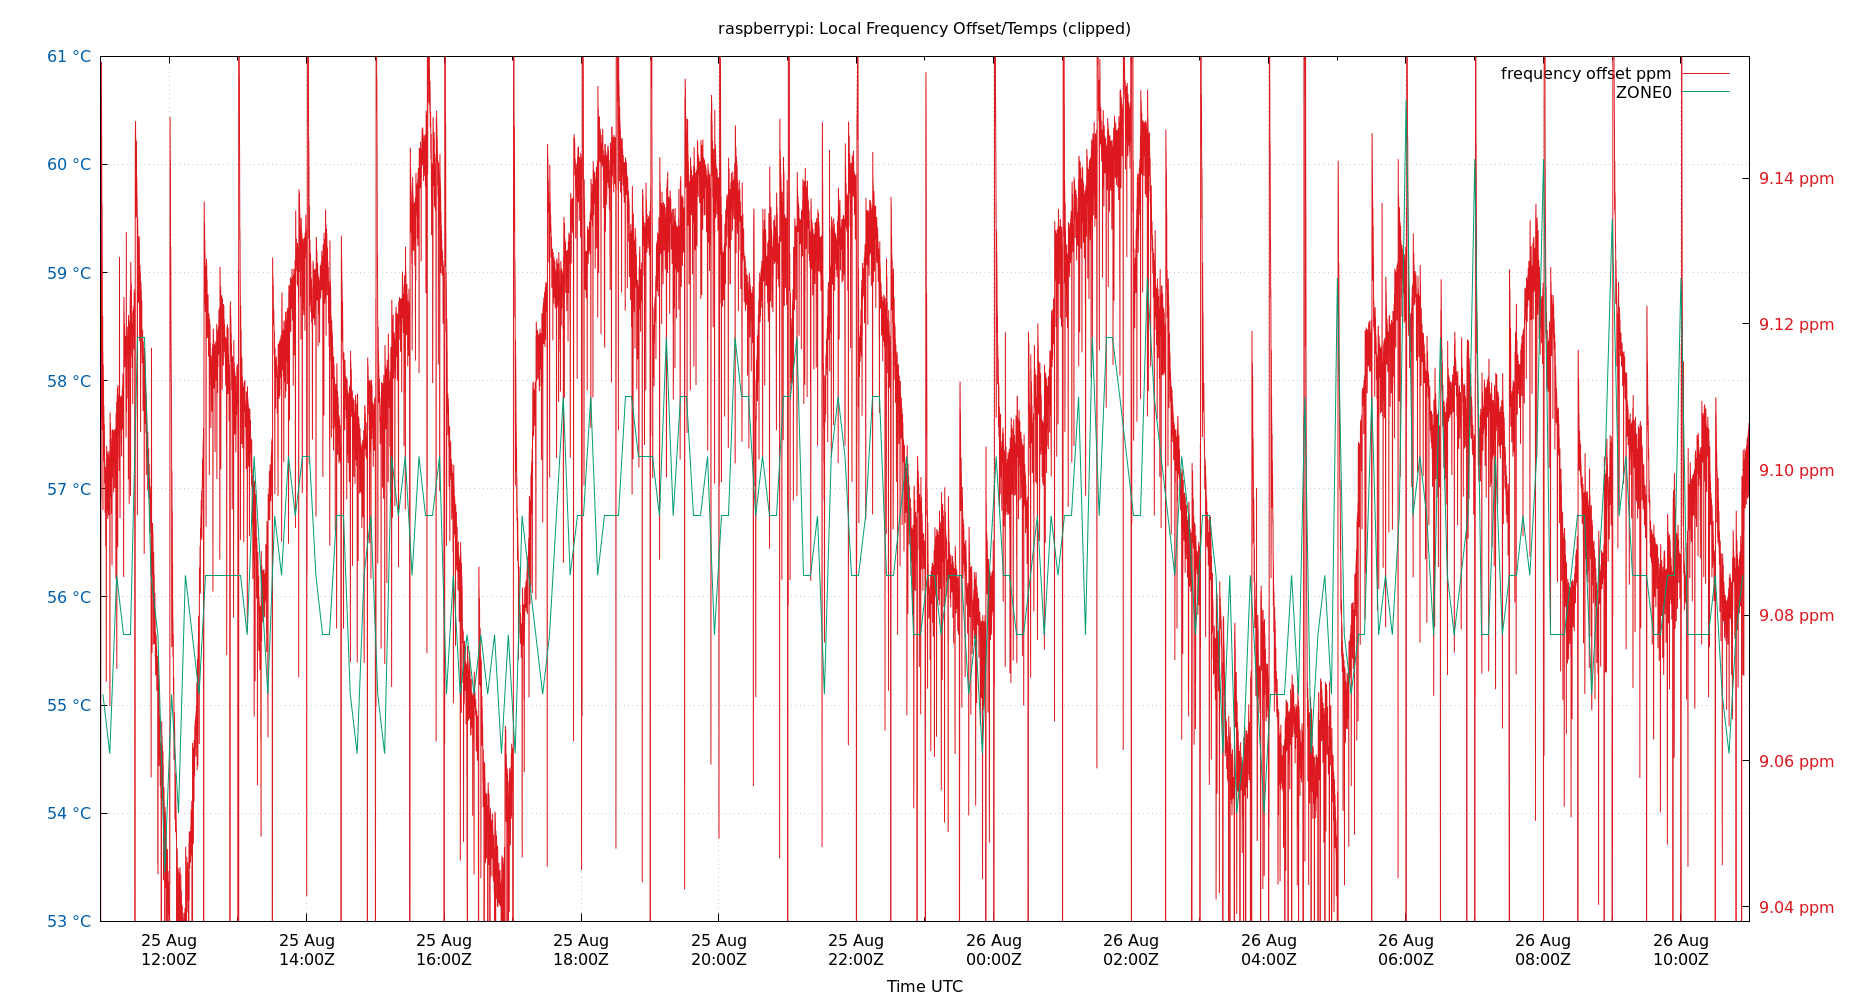 raspberrypi: Local Frequency Offset/Temps (clipped)
61 °C
60 °C
59 °C
58 °C
57 °C
56 °C
55 °C
54 °C
53 °C
frequency offset ppm
ZONE0
9.14 ppm
9.12 ppm
9.10 ppm
9.08 ppm
9.06 ppm
9.04 ppm
25 Aug
12:00Z
25 Aug
14:00Z
25 Aug
16:00Z
25 Aug
18:00Z
25 Aug
20:00Z
25 Aug
22:00Z
26 Aug
00:00Z
26 Aug
02:00Z
26 Aug
04:00Z
26 Aug
06:00Z
26 Aug
08:00Z
26 Aug
10:00Z
Time UTC